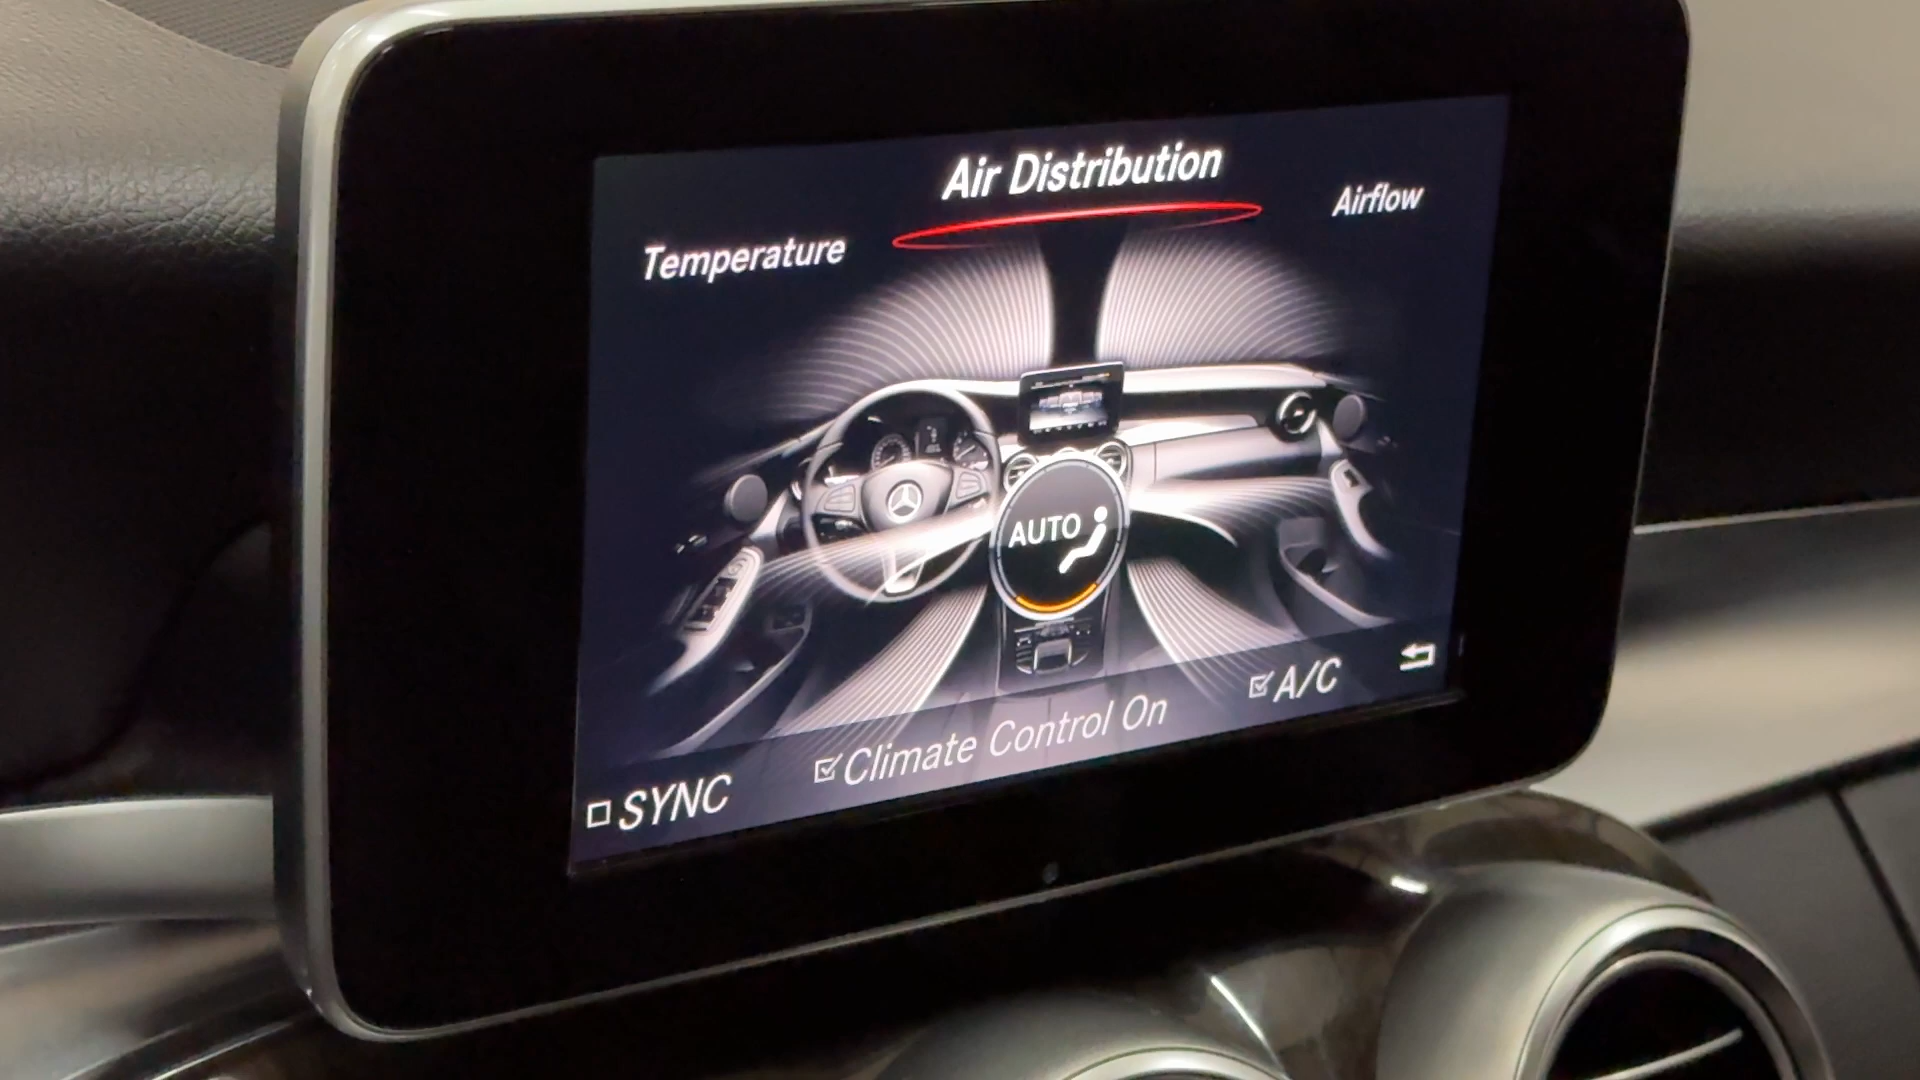 Air Distribution
Temperature
Airflow
AUTO
SYNC
Climate Control On
A/C